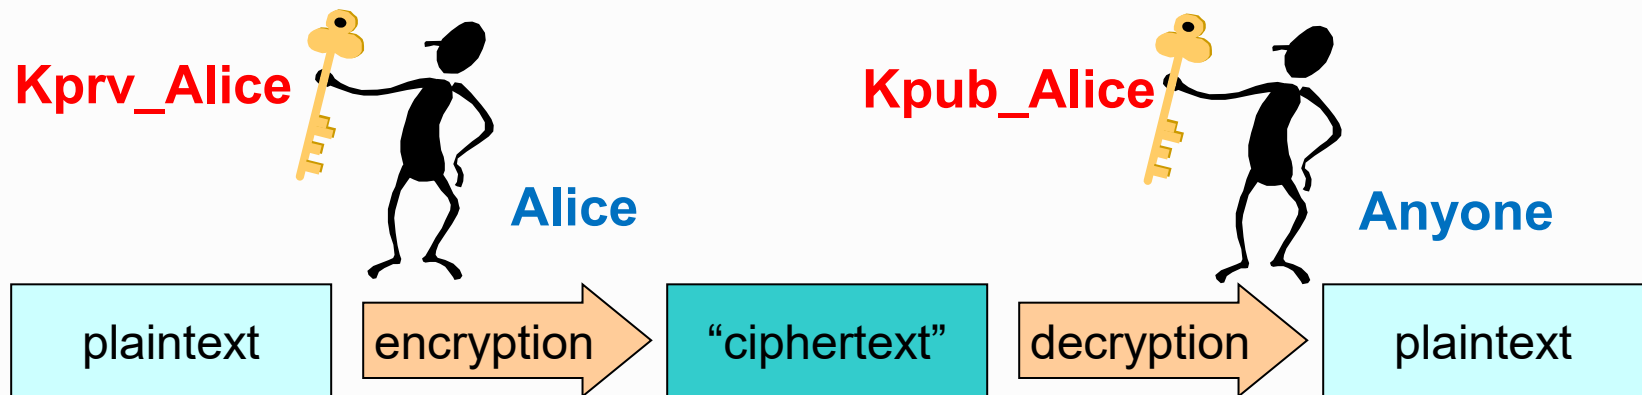 Kprv_Alice
Kpub_Alice
Alice
Anyone
plaintext
encryption
“ciphertext”
decryption
plaintext